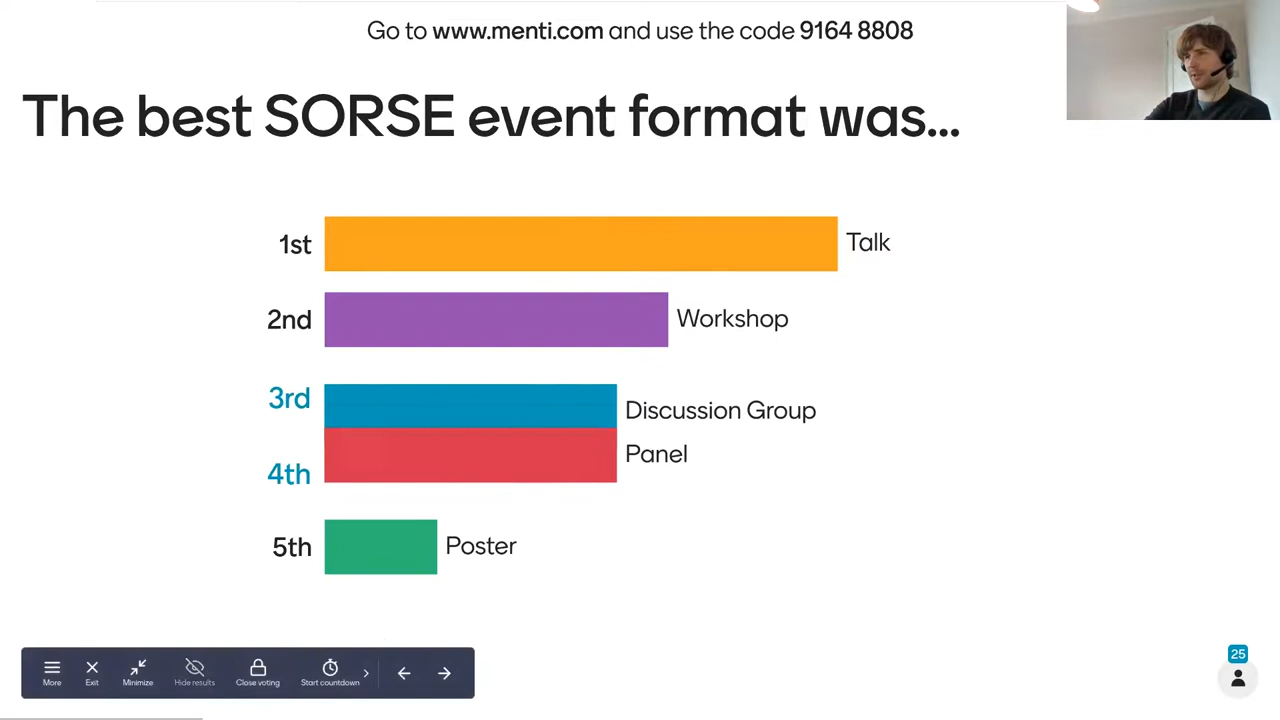 Go to www.menti.com and use the code 9164 8808
The best SORSE event format was...
1st
Talk
2nd
Workshop
3rd
Discussion Group
4th
Panel
5th
Poster
More
Exit
Minimize
Hide results
Close voting
Start countdown
25